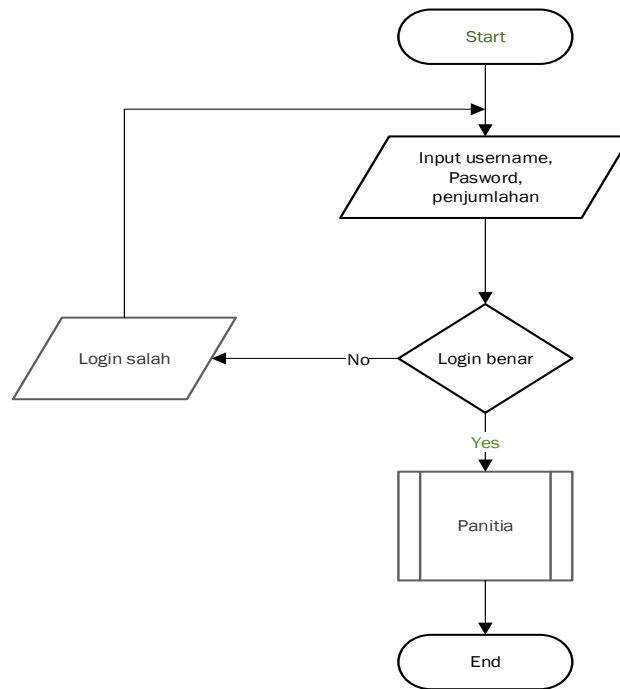 Start
Input username,
Pasword,
penjumlahan
Login salah
No
Login benar
Yes
Panitia
End